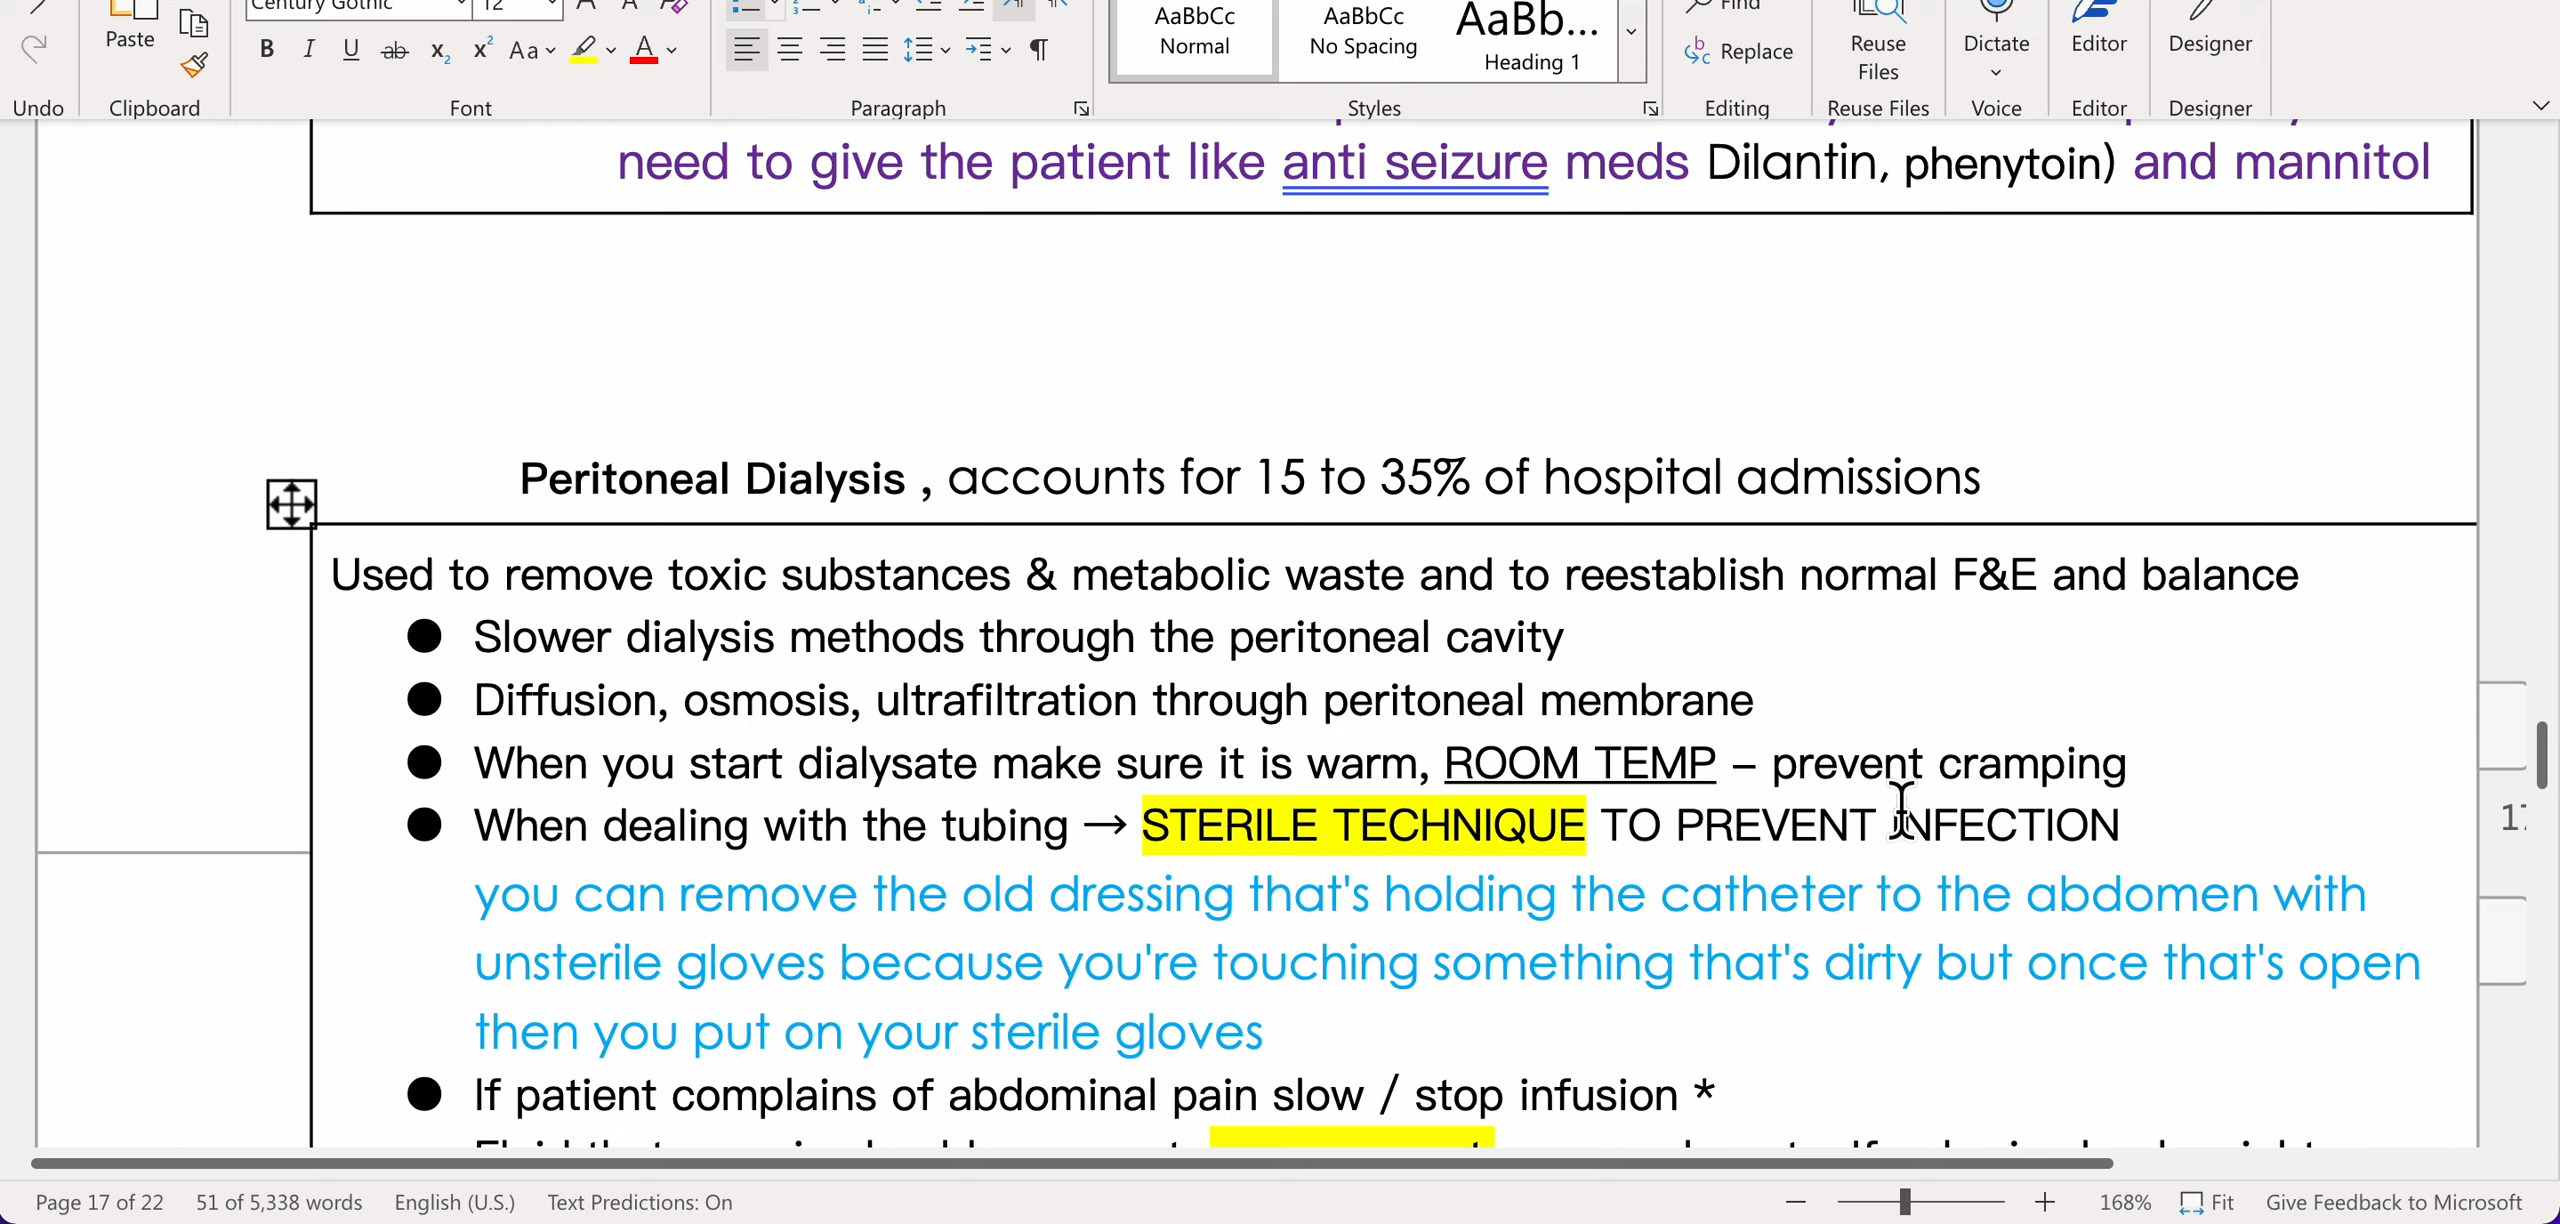 Century Gothic 12
Find
Paste
AaBbCc AaBbCc AaBb...
Normal No Spacing Heading 1
Replace
Reuse Files
Dictate
Editor
Designer
Undo Clipboard Font Paragraph Styles Editing Reuse Files Voice Editor Designer
need to give the patient like anti seizure meds Dilantin, phenytoin) and mannitol
Peritoneal Dialysis , accounts for 15 to 35% of hospital admissions
Used to remove toxic substances & metabolic waste and to reestablish normal F&E and balance
● Slower dialysis methods through the peritoneal cavity
● Diffusion, osmosis, ultrafiltration through peritoneal membrane
● When you start dialysate make sure it is warm, ROOM TEMP – prevent cramping
● When dealing with the tubing → STERILE TECHNIQUE TO PREVENT INFECTION
you can remove the old dressing that's holding the catheter to the abdomen with
unsterile gloves because you're touching something that's dirty but once that's open
then you put on your sterile gloves
● If patient complains of abdominal pain slow / stop infusion *
Page 17 of 22 51 of 5,338 words English (U.S.) Text Predictions: On 168% Fit Give Feedback to Microsoft